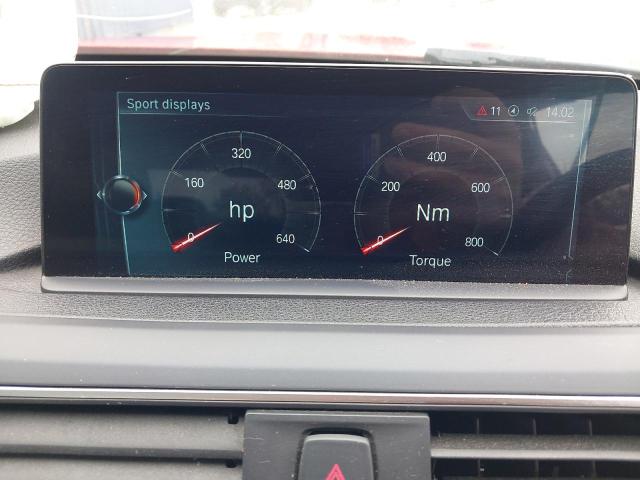 Sport displays
11 14.02
0 160 320 480 640
hp
Power
0 200 400 600 800
Nm
Torque